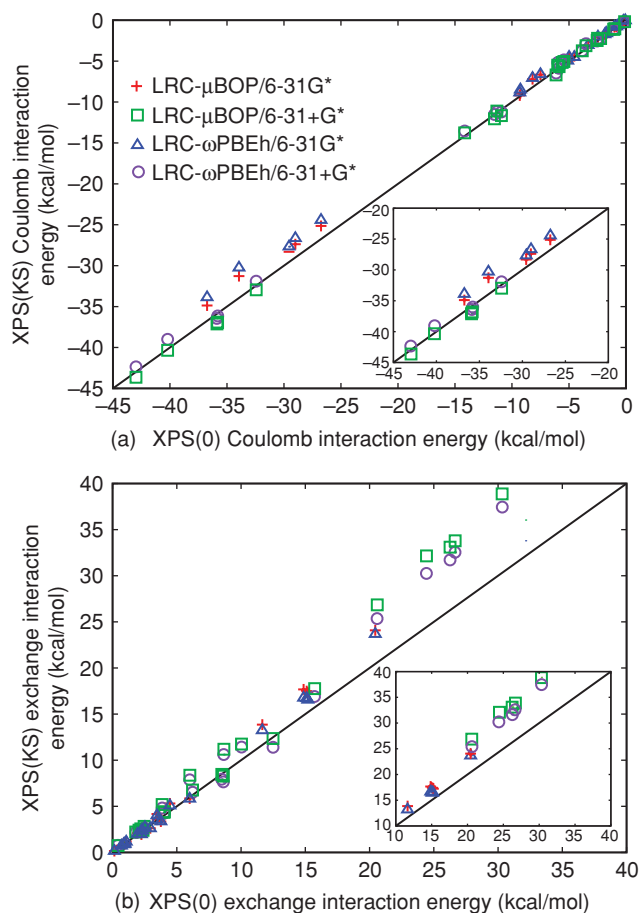 0
−5
−10
−15
−20
−25
−30
−35
−40
−45
XPS(KS) Coulomb interaction
energy (kcal/mol)
LRC-μBOP/6-31G*
LRC-μBOP/6-31+G*
LRC-ωPBEh/6-31G*
LRC-ωPBEh/6-31+G*
−20
−25
−30
−35
−40
−45
−45 −40 −35 −30 −25 −20
−45 −40 −35 −30 −25 −20 −15 −10 −5 0
(a) XPS(0) Coulomb interaction energy (kcal/mol)
40
35
30
25
20
15
10
5
0
XPS(KS) exchange interaction
energy (kcal/mol)
40
35
30
25
20
15
10
10 15 20 25 30 35 40
0 5 10 15 20 25 30 35 40
(b) XPS(0) exchange interaction energy (kcal/mol)